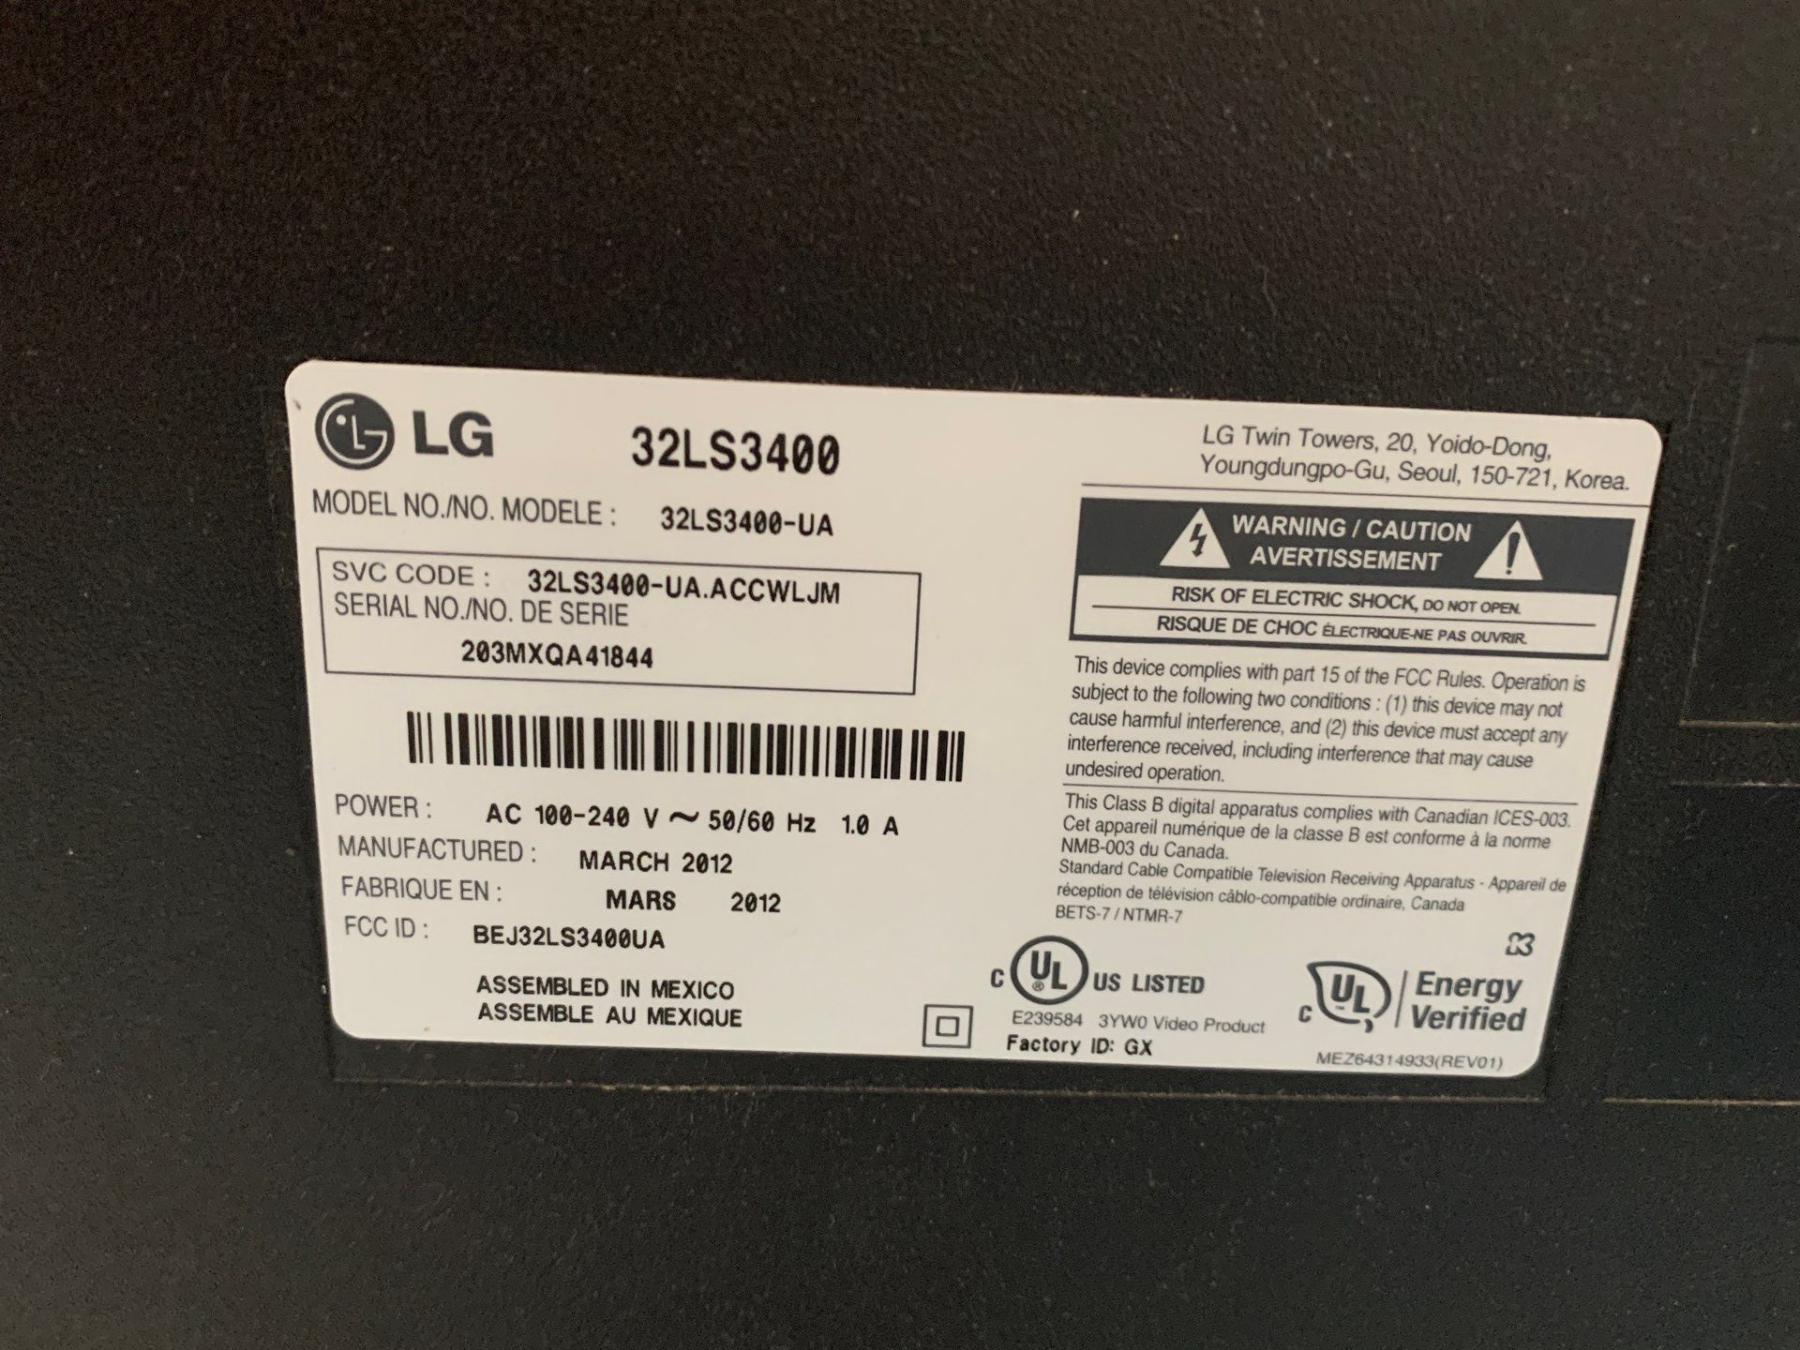 LG
32LS3400
MODEL NO./NO. MODELE : 32LS3400-UA
SVC CODE : 32LS3400-UA.ACCWLJM
SERIAL NO./NO. DE SERIE
203MXQA41844
POWER : AC 100-240 V ~ 50/60 Hz 1.0 A
MANUFACTURED : MARCH 2012
FABRIQUE EN : MARS 2012
FCC ID : BEJ32LS3400UA
ASSEMBLED IN MEXICO
ASSEMBLE AU MEXIQUE
LG Twin Towers, 20, Yoido-Dong,
Youngdungpo-Gu, Seoul, 150-721, Korea.
WARNING / CAUTION
AVERTISSEMENT
RISK OF ELECTRIC SHOCK, DO NOT OPEN.
RISQUE DE CHOC ÉLECTRIQUE-NE PAS OUVRIR.
This device complies with part 15 of the FCC Rules. Operation is
subject to the following two conditions : (1) this device may not
cause harmful interference, and (2) this device must accept any
interference received, including interference that may cause
undesired operation.
This Class B digital apparatus complies with Canadian ICES-003.
Cet appareil numérique de la classe B est conforme à la norme
NMB-003 du Canada.
Standard Cable Compatible Television Receiving Apparatus - Appareil de
réception de télévision câblo-compatible ordinaire, Canada
BETS-7 / NTMR-7
C UL ® US LISTED
E239584 3YW0 Video Product
Factory ID: GX
C UL Energy
Verified
MEZ64314933(REV01)